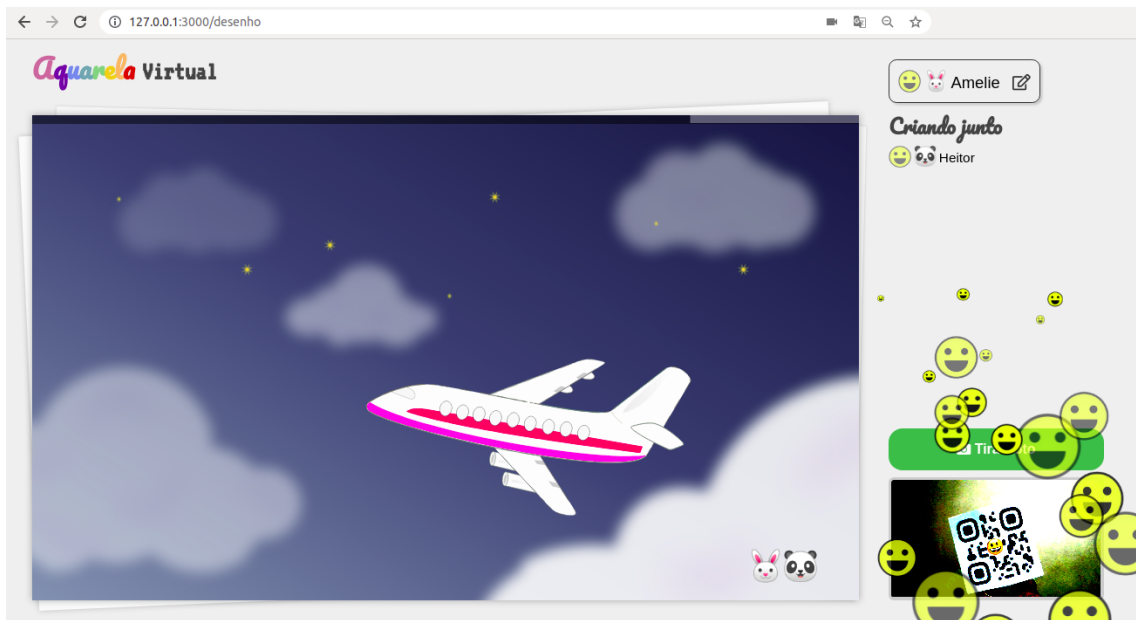 127.0.0.1:3000/desenho
Aquarela Virtual
Amelie
Criando junto
Heitor